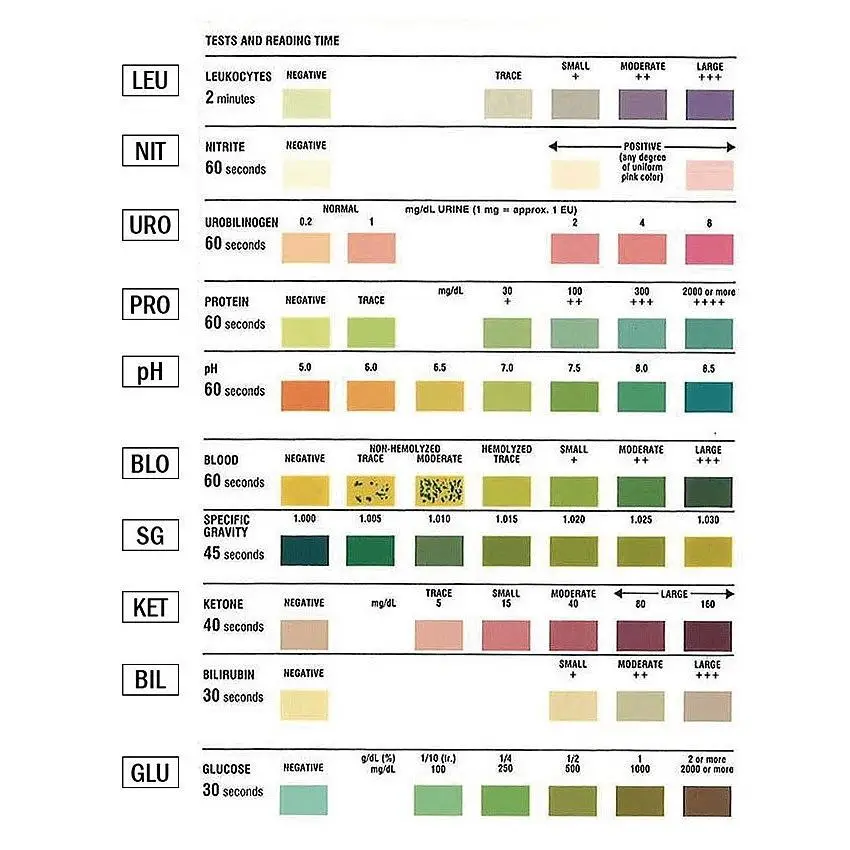 TESTS AND READING TIME
LEU
LEUKOCYTES
2 minutes
NEGATIVE
TRACE
SMALL
+
MODERATE
++
LARGE
+++
NIT
NITRITE
60 seconds
NEGATIVE
POSITIVE
(any degree
of uniform
pink color)
URO
UROBILINOGEN
60 seconds
NORMAL
mg/dL URINE (1 mg = approx. 1 EU)
0.2 1 2 4 8
PRO
PROTEIN
60 seconds
NEGATIVE
TRACE
mg/dL
30
+
100
++
300
+++
2000 or more
++++
pH
pH
60 seconds
5.0 6.0 6.5 7.0 7.5 8.0 8.5
BLO
BLOOD
60 seconds
NEGATIVE
NON-HEMOLYZED
TRACE MODERATE
HEMOLYZED
TRACE
SMALL
+
MODERATE
++
LARGE
+++
SG
SPECIFIC
GRAVITY
45 seconds
1.000 1.005 1.010 1.015 1.020 1.025 1.030
KET
KETONE
40 seconds
NEGATIVE
mg/dL
TRACE
5
SMALL
15
MODERATE
40
LARGE
80 160
BIL
BILIRUBIN
30 seconds
NEGATIVE
SMALL
+
MODERATE
++
LARGE
+++
GLU
GLUCOSE
30 seconds
NEGATIVE
g/dL (%)
mg/dL
1/10 (tr.)
100
1/4
250
1/2
500
1
1000
2 or more
2000 or more